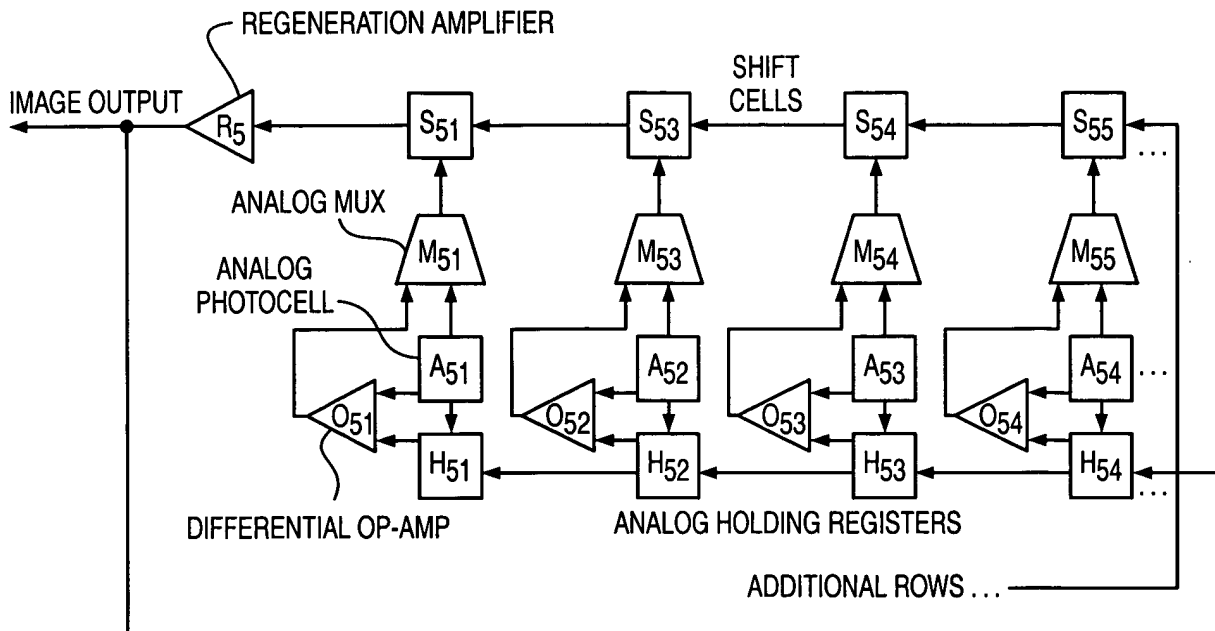 REGENERATION AMPLIFIER
IMAGE OUTPUT
SHIFT
CELLS
R5
S51
S53
S54
S55
...
ANALOG MUX
M51
M53
M54
M55
ANALOG
PHOTOCELL
A51
A52
A53
A54
...
O51
O52
O53
O54
H51
H52
H53
H54
...
DIFFERENTIAL OP-AMP
ANALOG HOLDING REGISTERS
ADDITIONAL ROWS ...